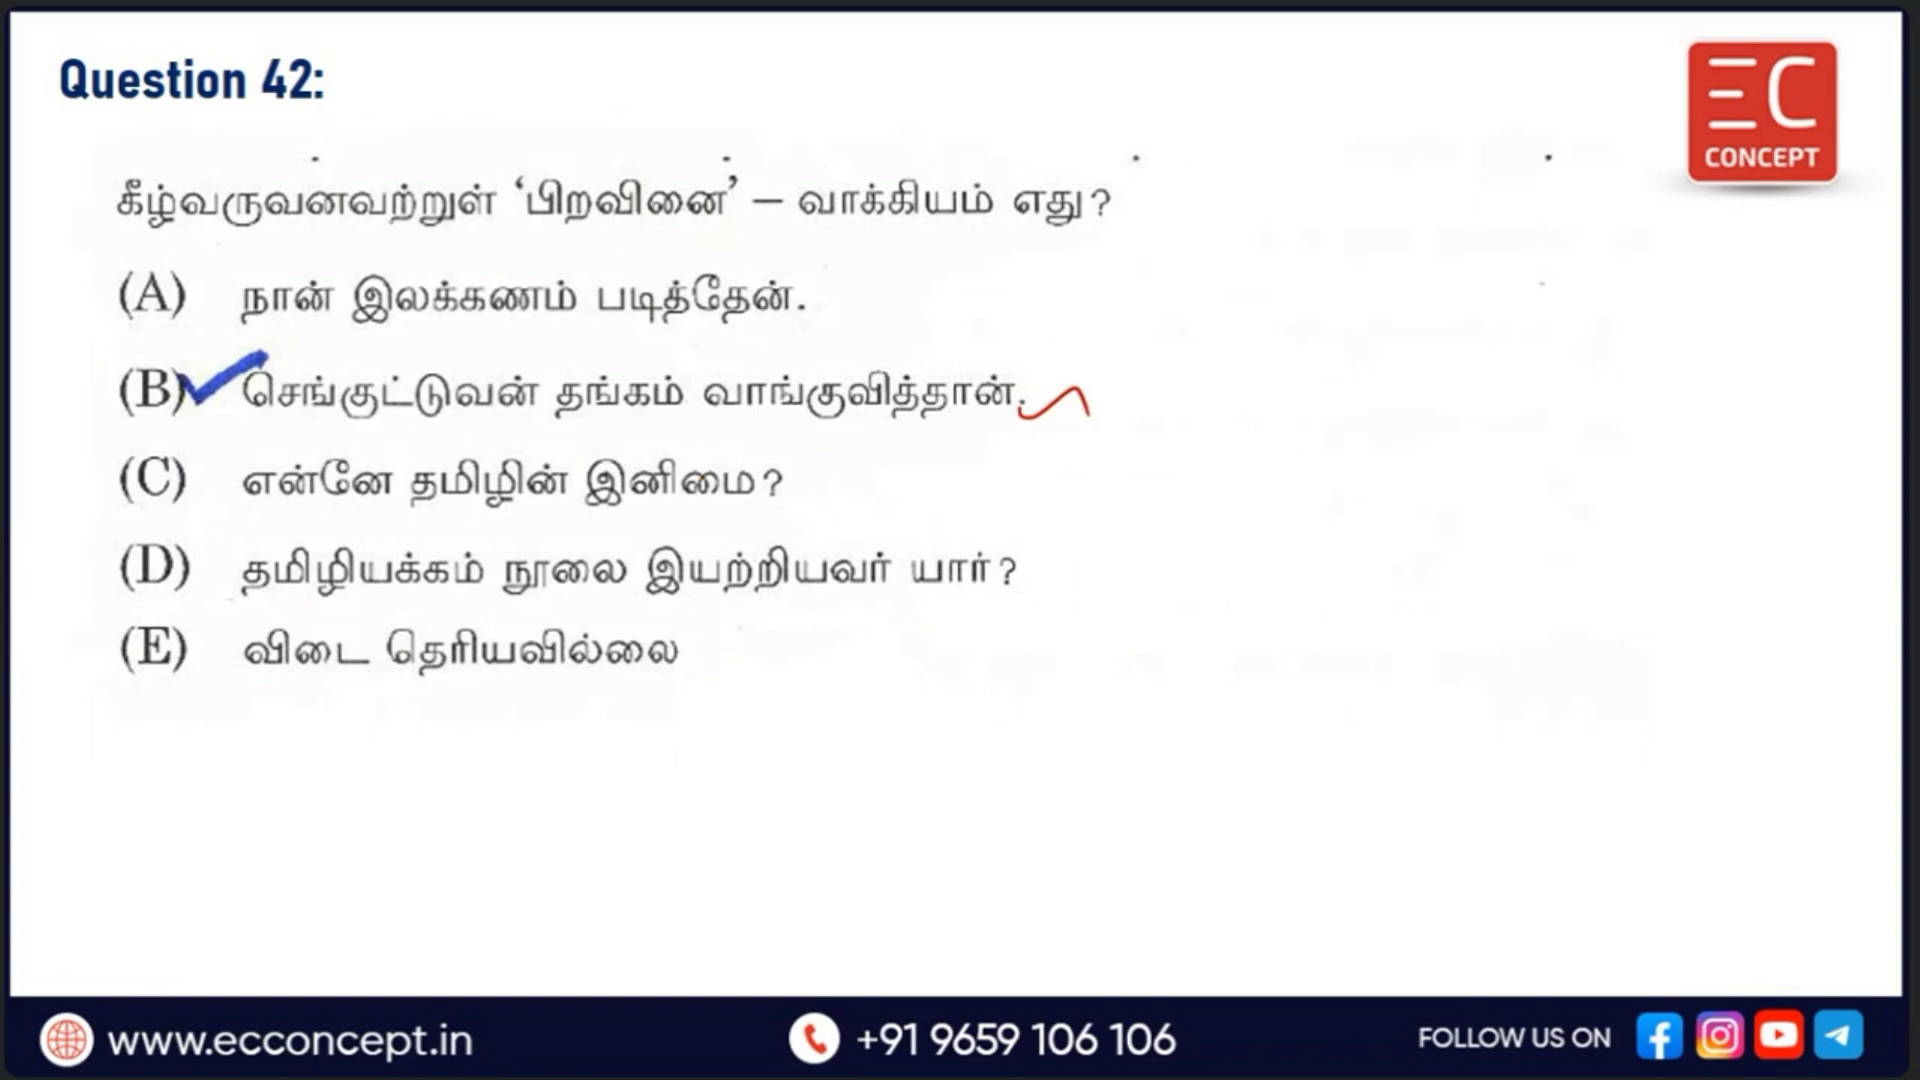 Question 42:
EC
CONCEPT
கீழ்வருவனவற்றுள் ‘பிறவினை’ – வாக்கியம் எது?
(A) நான் இலக்கணம் படித்தேன்.
(B) செங்குட்டுவன் தங்கம் வாங்குவித்தான்.
(C) என்னே தமிழின் இனிமை?
(D) தமிழியக்கம் நூலை இயற்றியவர் யார்?
(E) விடை தெரியவில்லை
www.ecconcept.in +91 9659 106 106 FOLLOW US ON